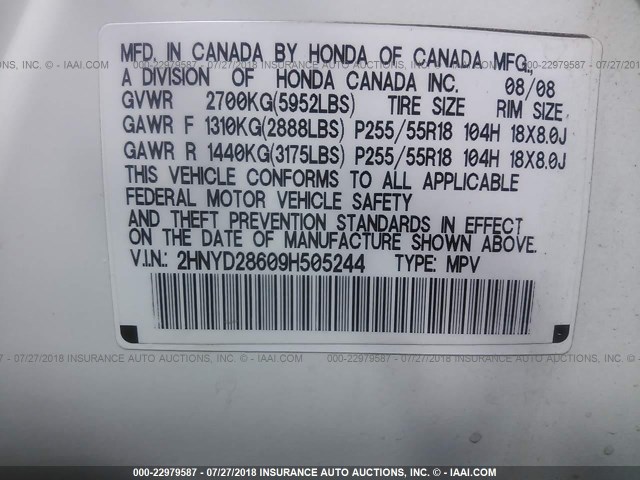 MFD. IN CANADA BY HONDA OF CANADA MFG.,
A DIVISION OF HONDA CANADA INC. 08/08
GVWR 2700KG(5952LBS) TIRE SIZE RIM SIZE
GAWR F 1310KG(2888LBS) P255/55R18 104H 18X8.0J
GAWR R 1440KG(3175LBS) P255/55R18 104H 18X8.0J
THIS VEHICLE CONFORMS TO ALL APPLICABLE
FEDERAL MOTOR VEHICLE SAFETY
AND THEFT PREVENTION STANDARDS IN EFFECT
ON THE DATE OF MANUFACTURE SHOWN ABOVE.
V.I.N.: 2HNYD28609H505244 TYPE: MPV
000-22979587 - 07/27/2018 INSURANCE AUTO AUCTIONS, INC. - © - IAAI.COM